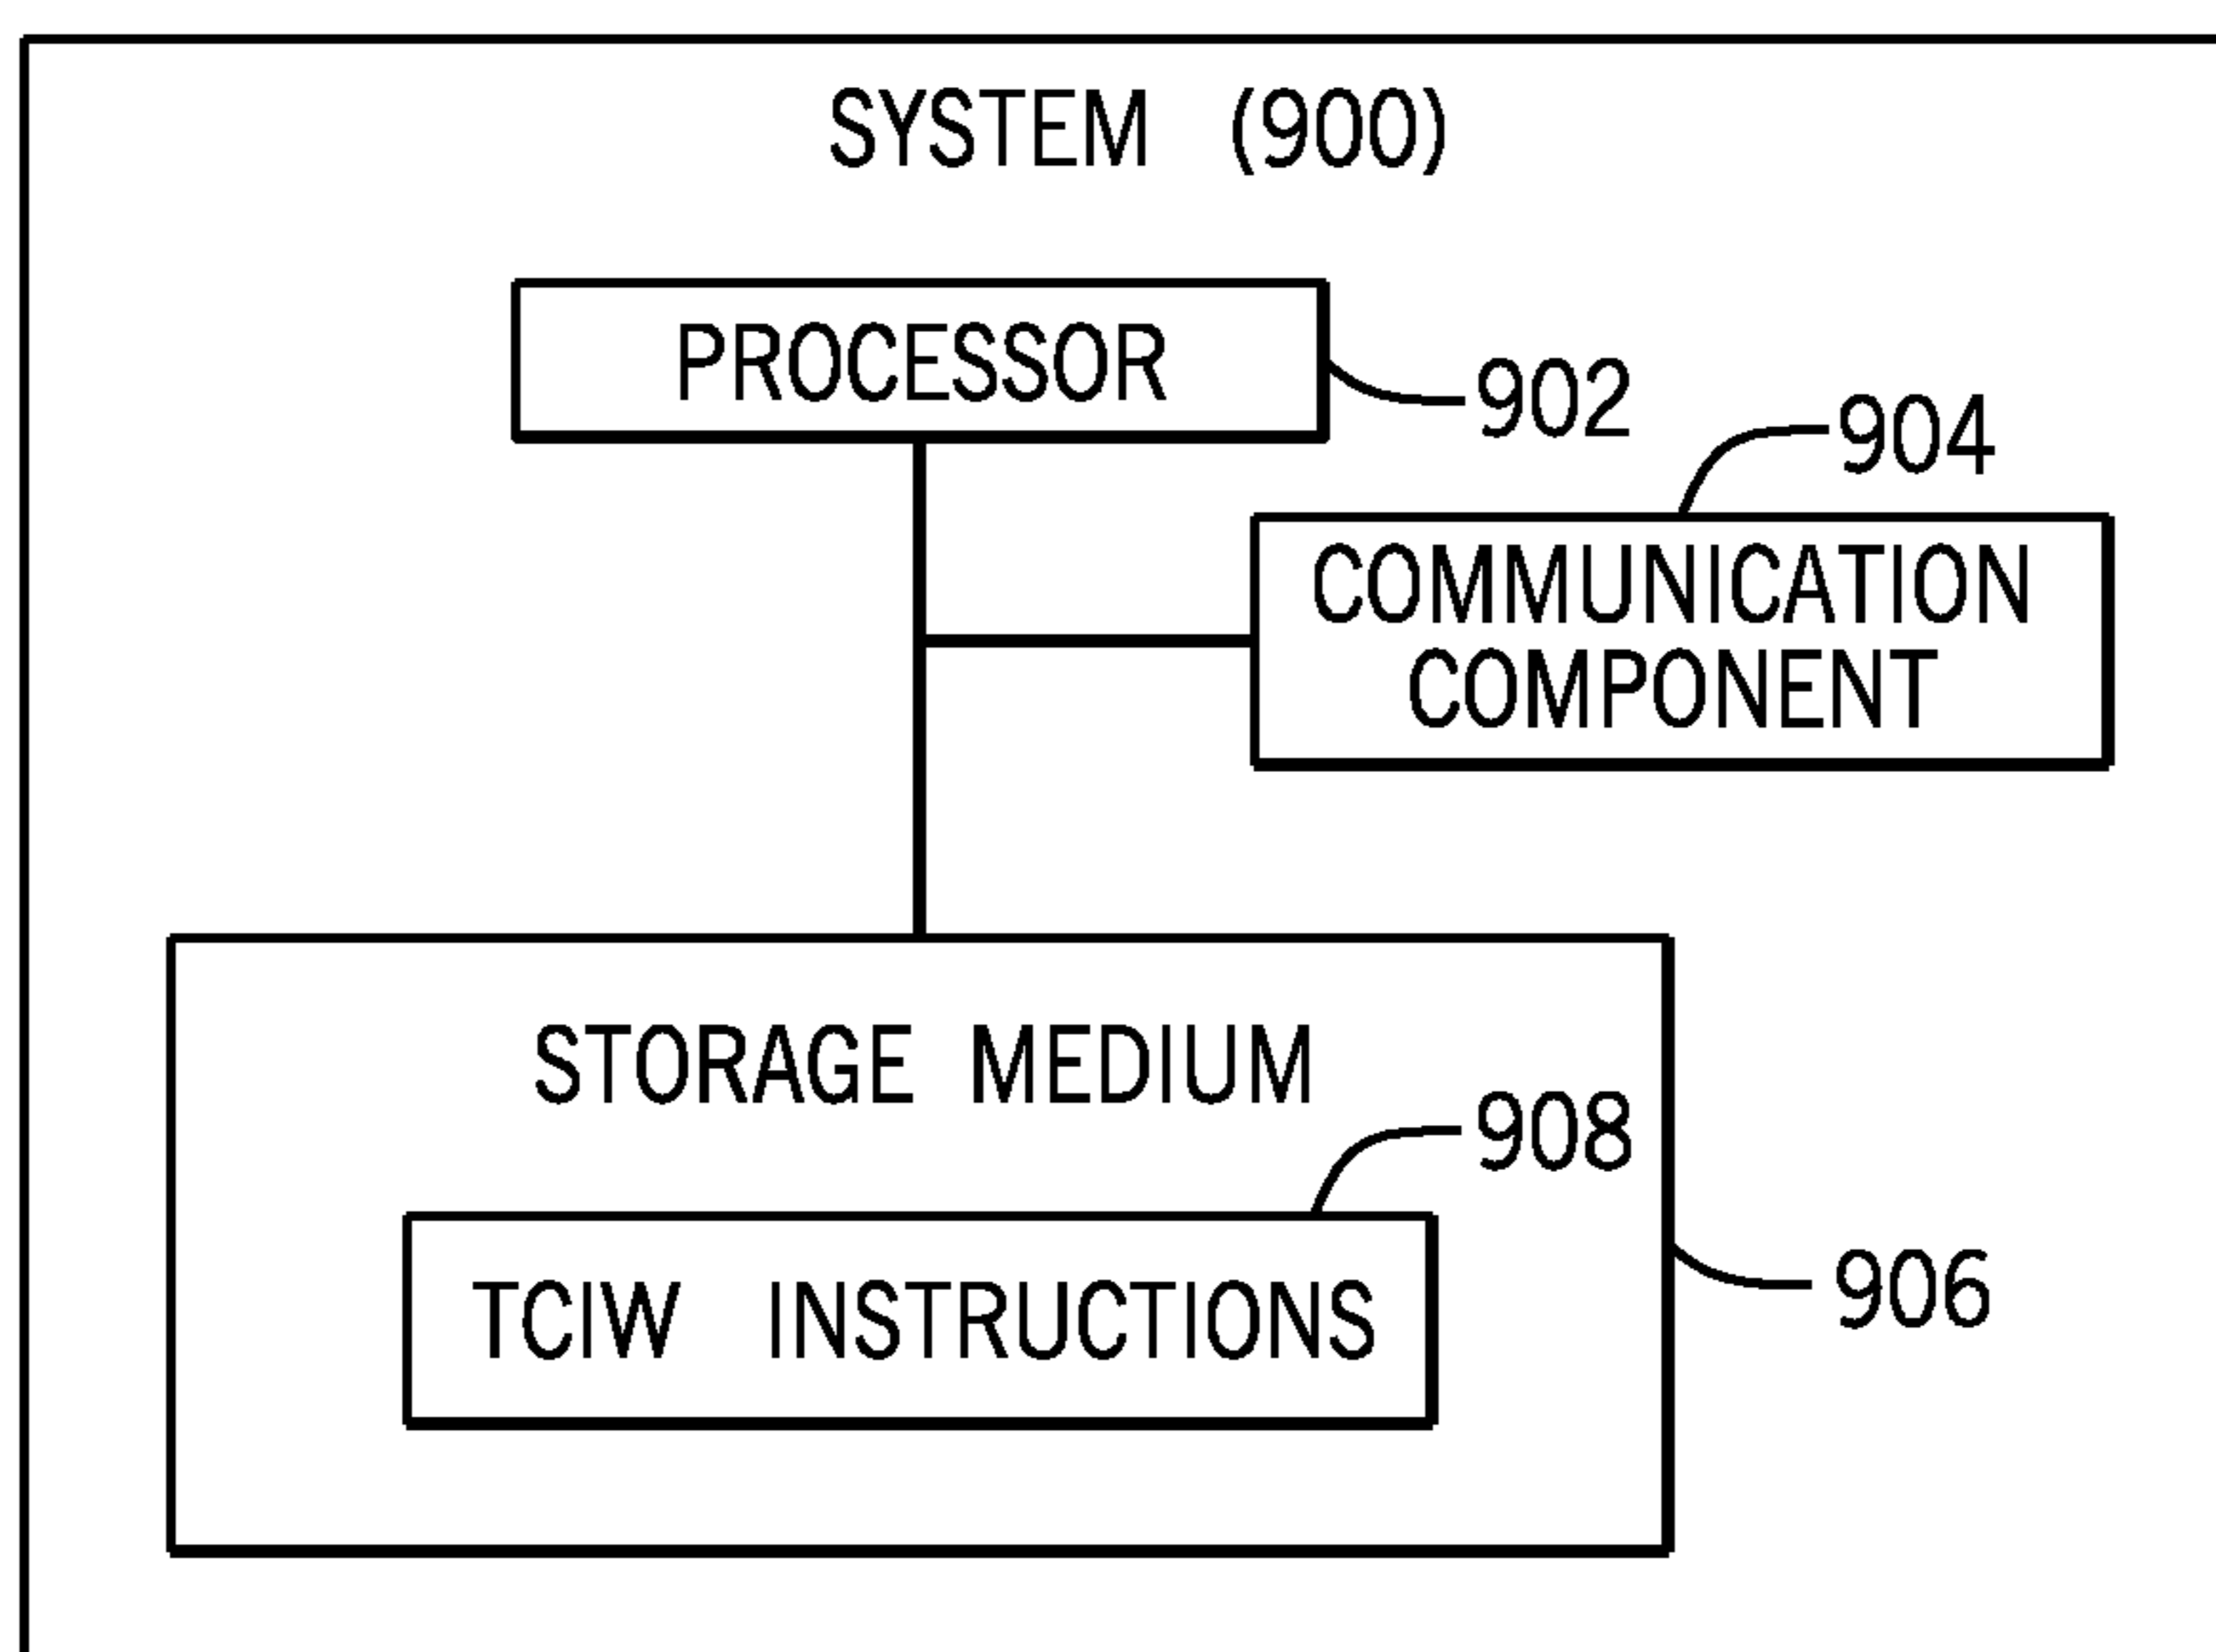 SYSTEM (900)
PROCESSOR
902
904
COMMUNICATION
COMPONENT
STORAGE MEDIUM
908
TCIW INSTRUCTIONS
906